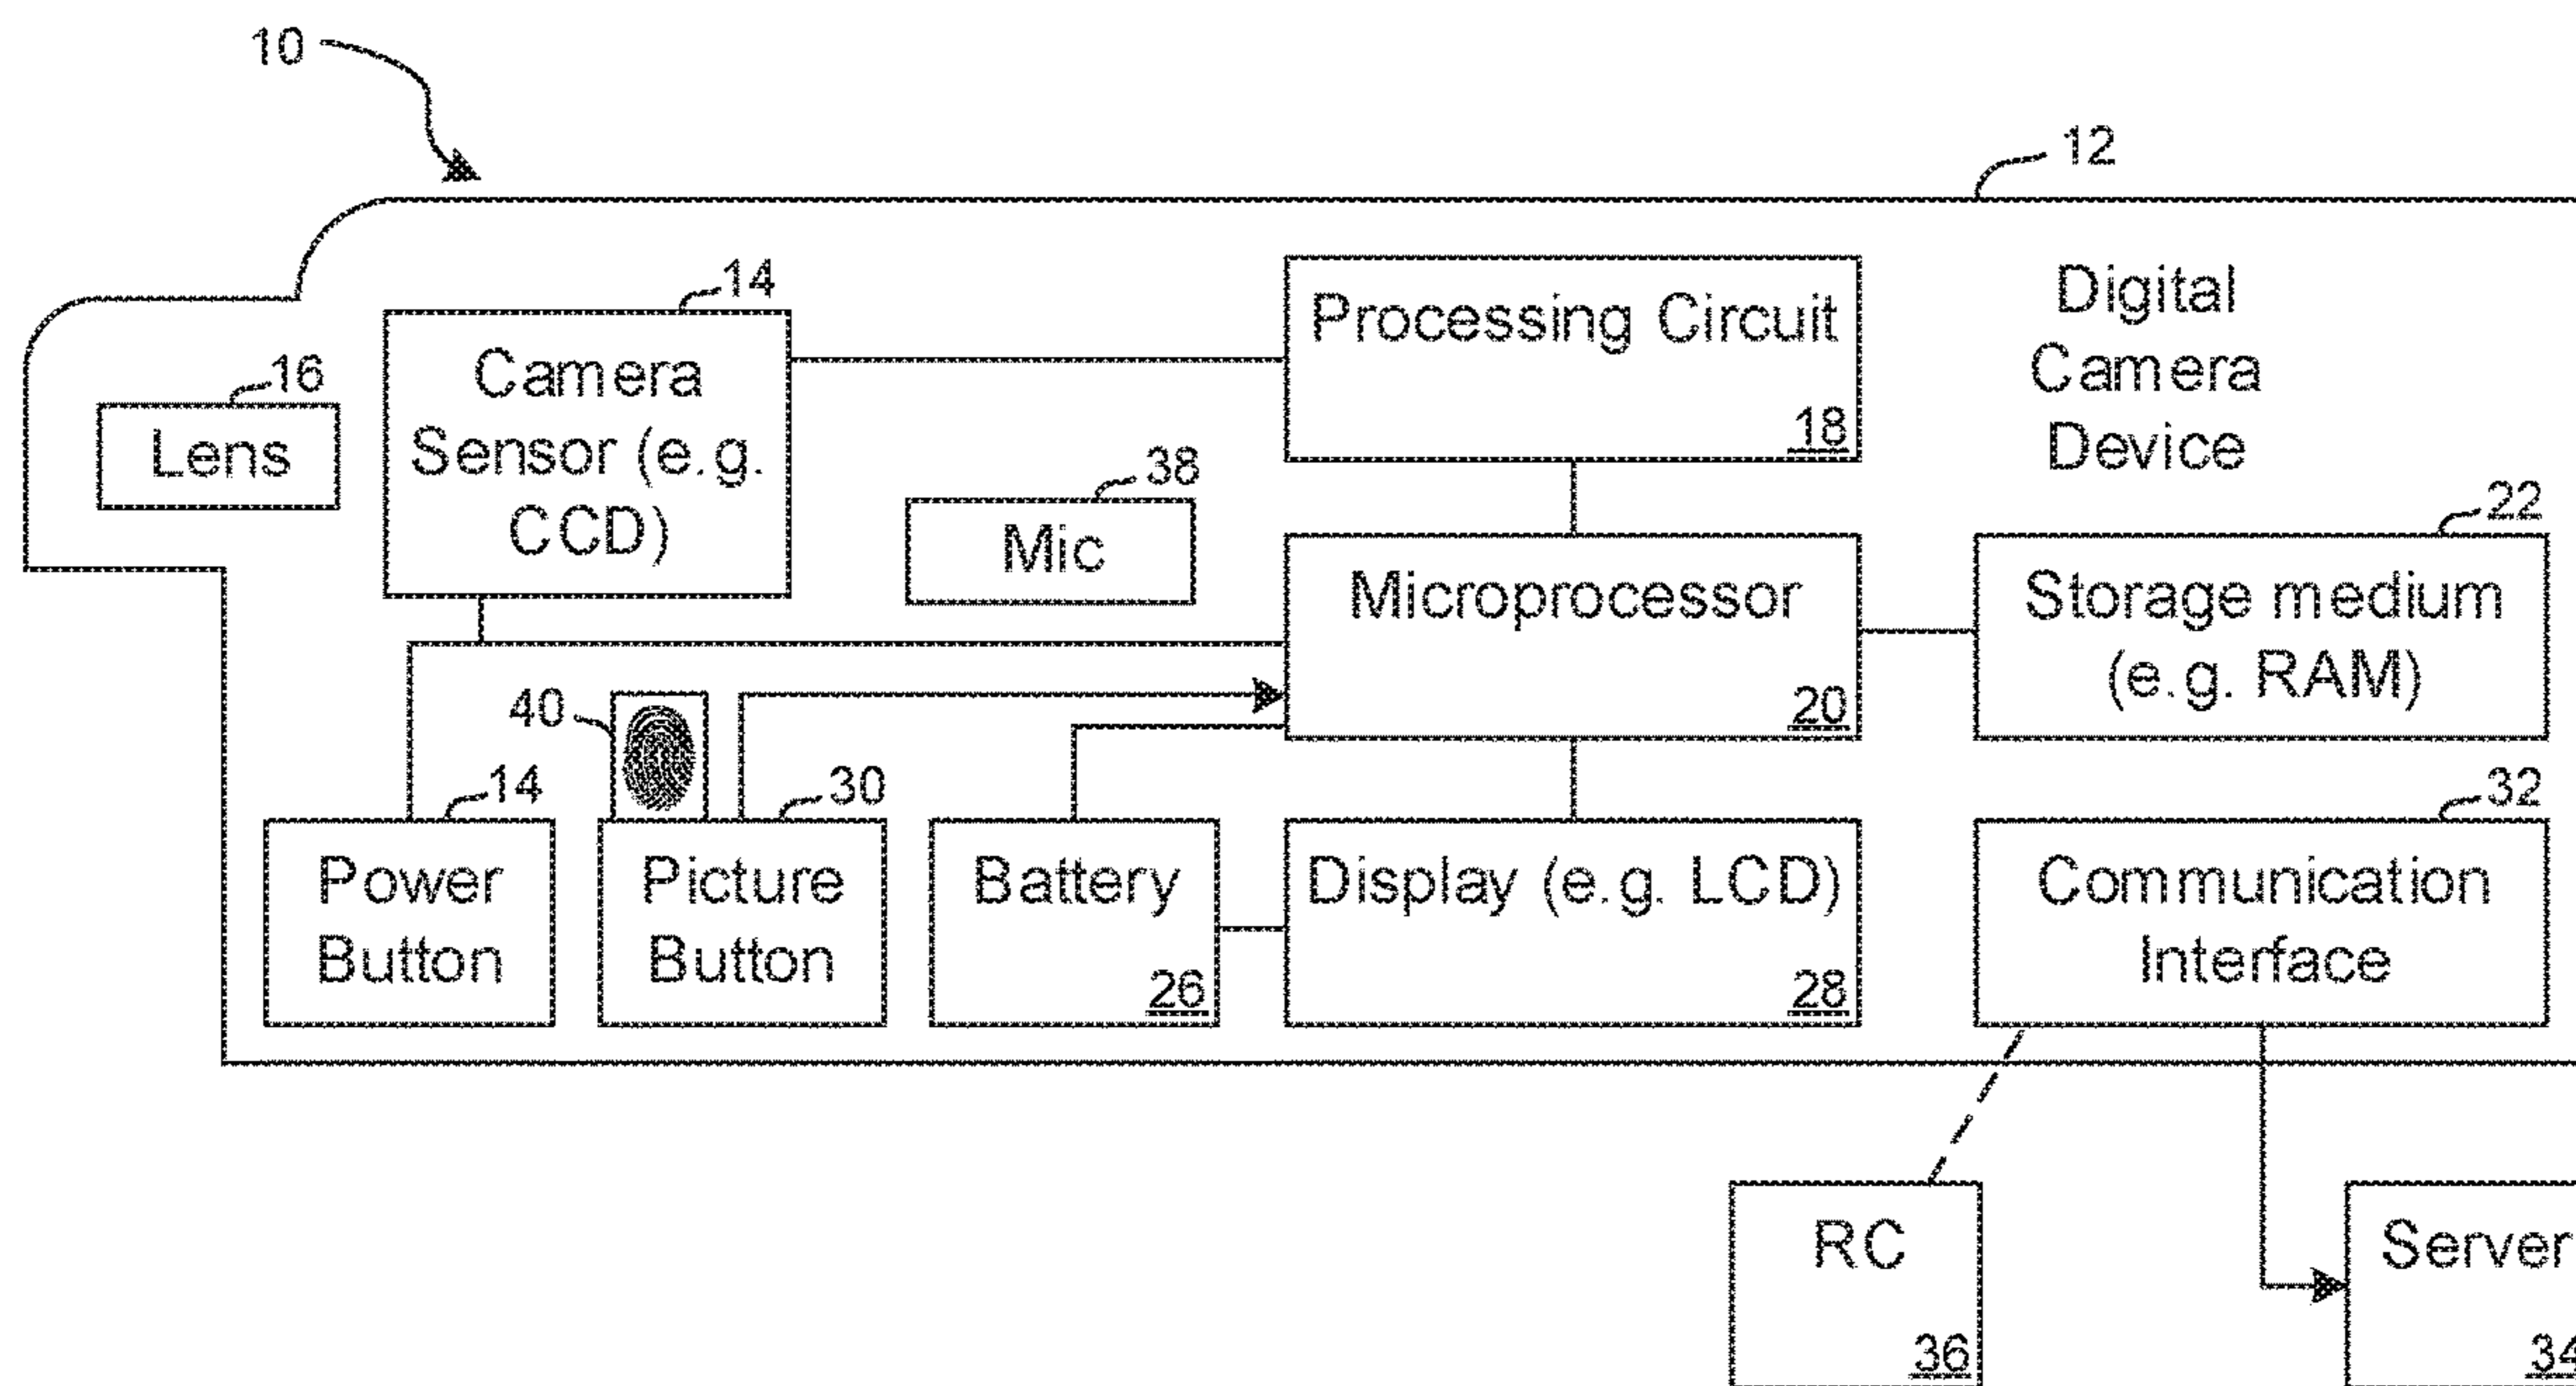 10
12
14
Processing Circuit
18
Digital
Camera
Device
Camera
Sensor (e.g.
CCD)
16
Lens
38
Mic
22
Microprocessor
20
Storage medium
(e.g. RAM)
40
14
30
32
Power
Button
Picture
Button
Battery
26
Display (e.g. LCD)
28
Communication
Interface
RC
36
Server
34